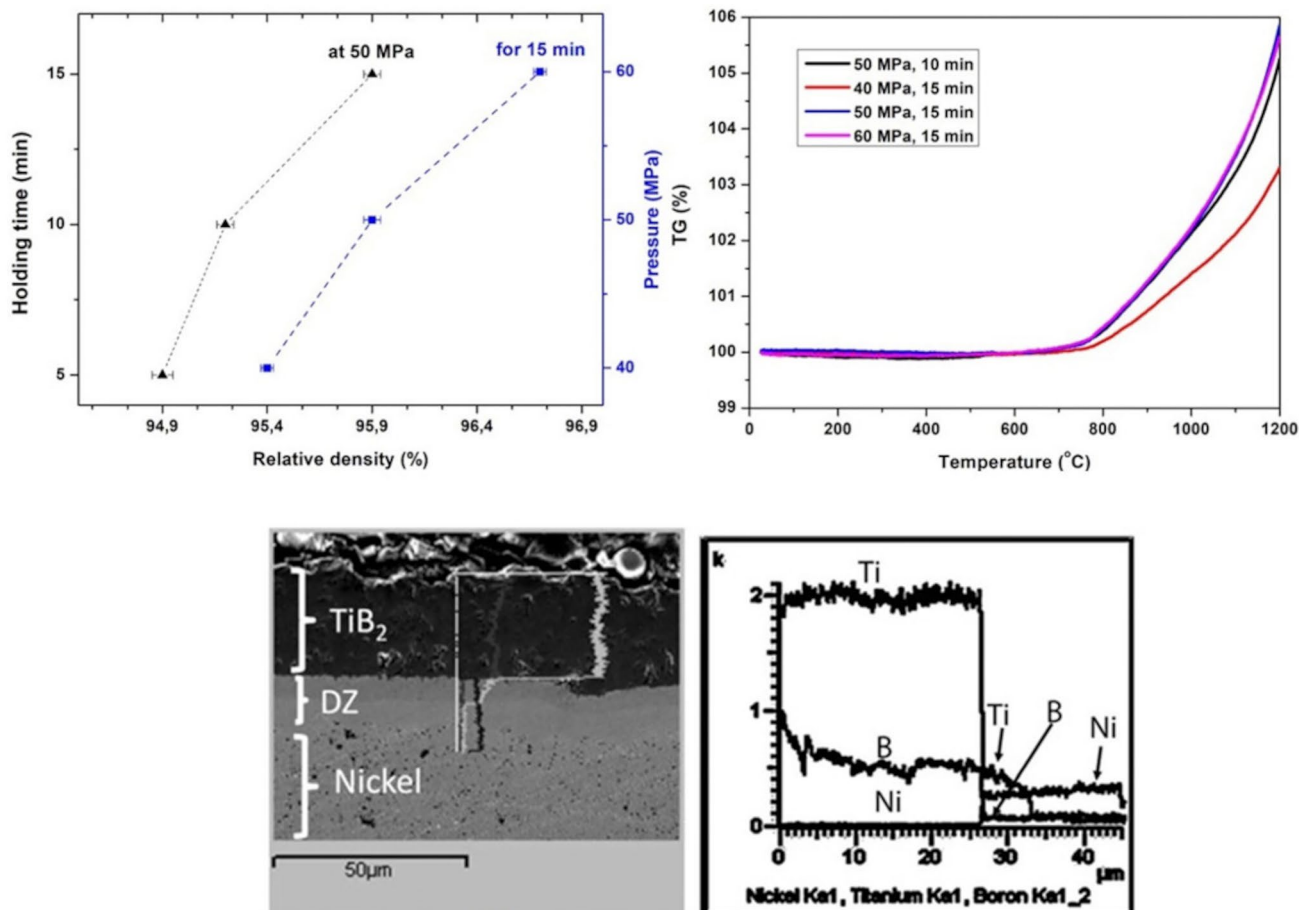 at 50 MPa
for 15 min
15
10
5
Holding time (min)
60
50
40
Pressure (MPa)
94,9 95,4 95,9 96,4 96,9
Relative density (%)
106
105
104
103
102
101
100
99
TG (%)
50 MPa, 10 min
40 MPa, 15 min
50 MPa, 15 min
60 MPa, 15 min
0 200 400 600 800 1000 1200
Temperature (°C)
TiB₂
DZ
Nickel
50µm
k
2
1
0
Ti
B
Ni
Ti
B
Ni
0 10 20 30 40
µm
Nickel Ka1, Titanium Ka1, Boron Ka1_2